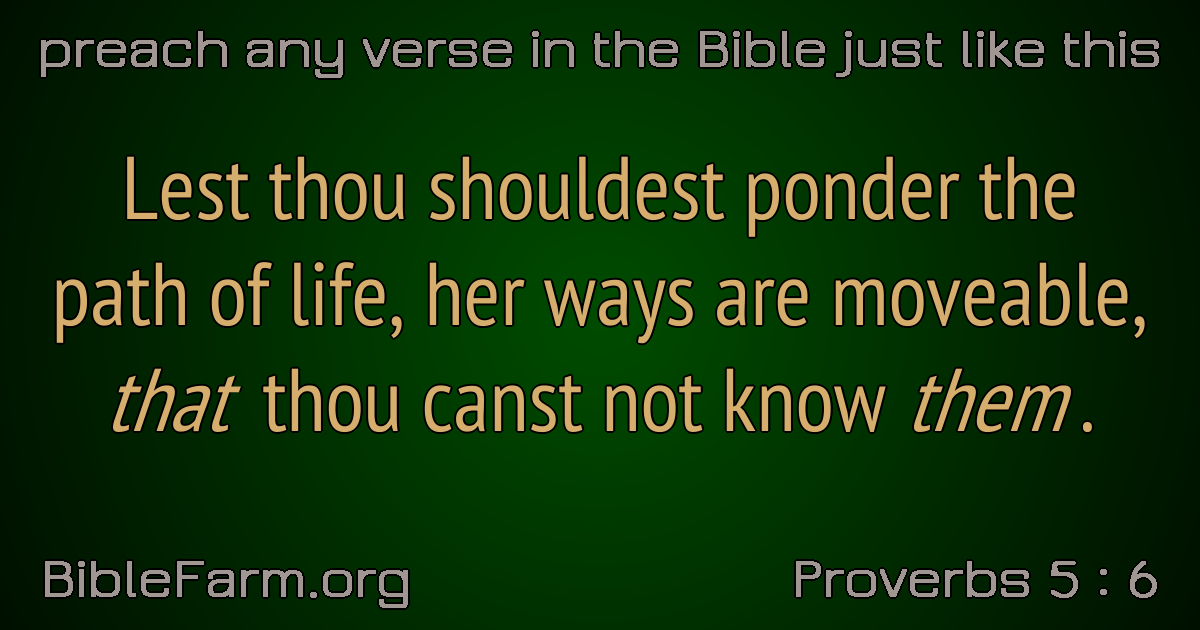 preach any verse in the Bible just like this
Lest thou shouldest ponder the
path of life, her ways are moveable,
that thou canst not know them .
BibleFarm.org
Proverbs 5 : 6